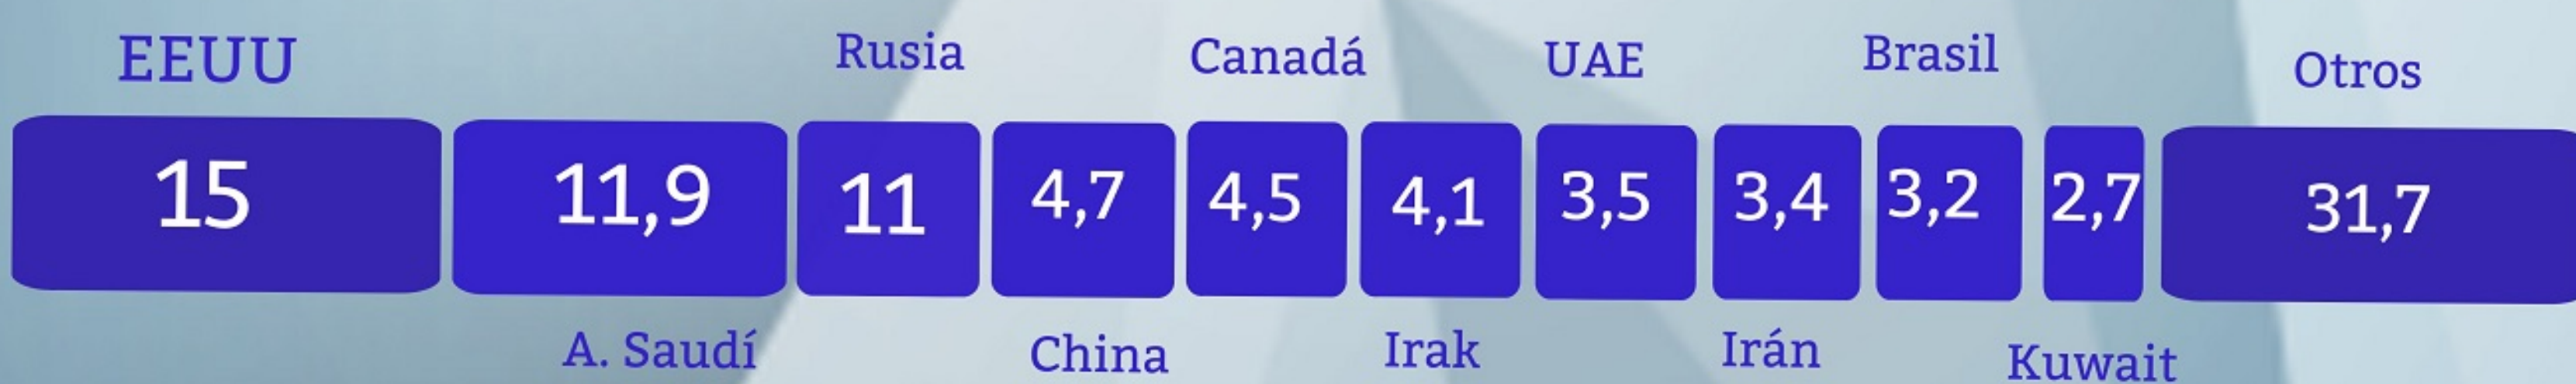 EEUU
Rusia
Canadá
UAE
Brasil
Otros
15
11,9
11
4,7
4,5
4,1
3,5
3,4
3,2
2,7
31,7
A. Saudí
China
Irak
Irán
Kuwait